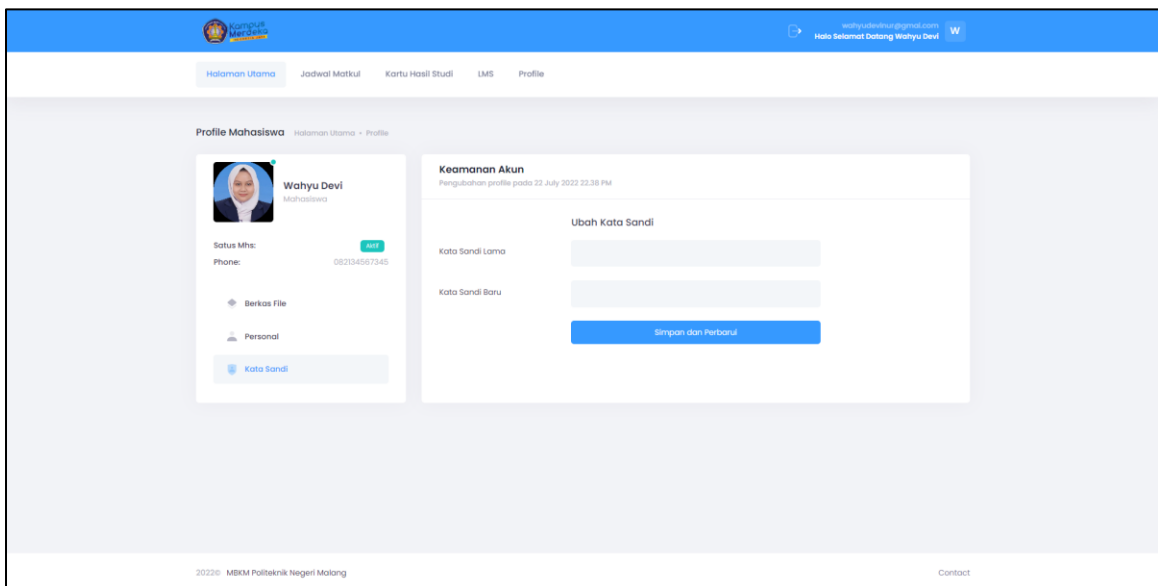 Kampus
Merdeka
wahyudevinur@gmal.com
Halo Selamat Datang Wahyu Devi
W
Halaman Utama Jadwal Matkul Kartu Hasil Studi LMS Profile
Profile Mahasiswa Halaman Utama • Profile
Wahyu Devi
Mahasiswa
Satus Mhs: Aktif
Phone: 082134567345
Berkas File
Personal
Kata Sandi
Keamanan Akun
Pengubahan profile pada 22 July 2022 22.38 PM
Ubah Kata Sandi
Kata Sandi Lama
Kata Sandi Baru
Simpan dan Perbarui
2022© MBKM Politeknik Negeri Malang
Contact